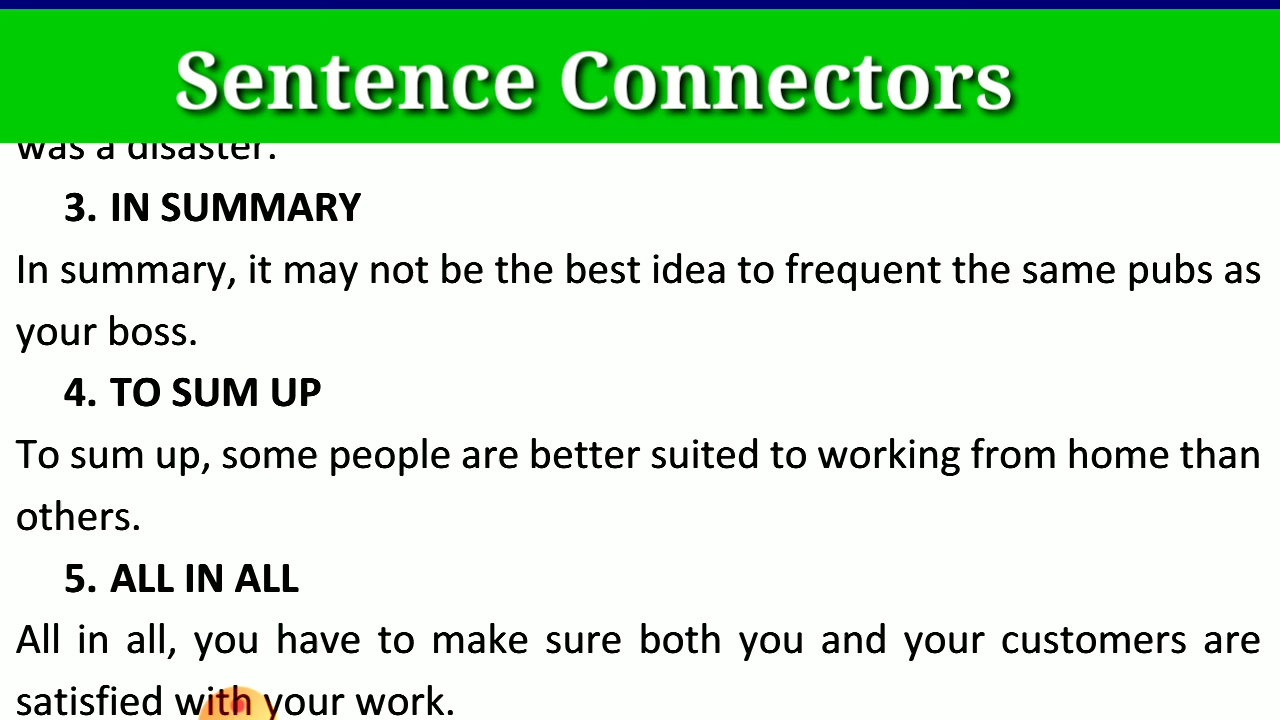 Sentence Connectors
was a disaster.
3. IN SUMMARY
In summary, it may not be the best idea to frequent the same pubs as
your boss.
4. TO SUM UP
To sum up, some people are better suited to working from home than
others.
5. ALL IN ALL
All in all, you have to make sure both you and your customers are
satisfied with your work.